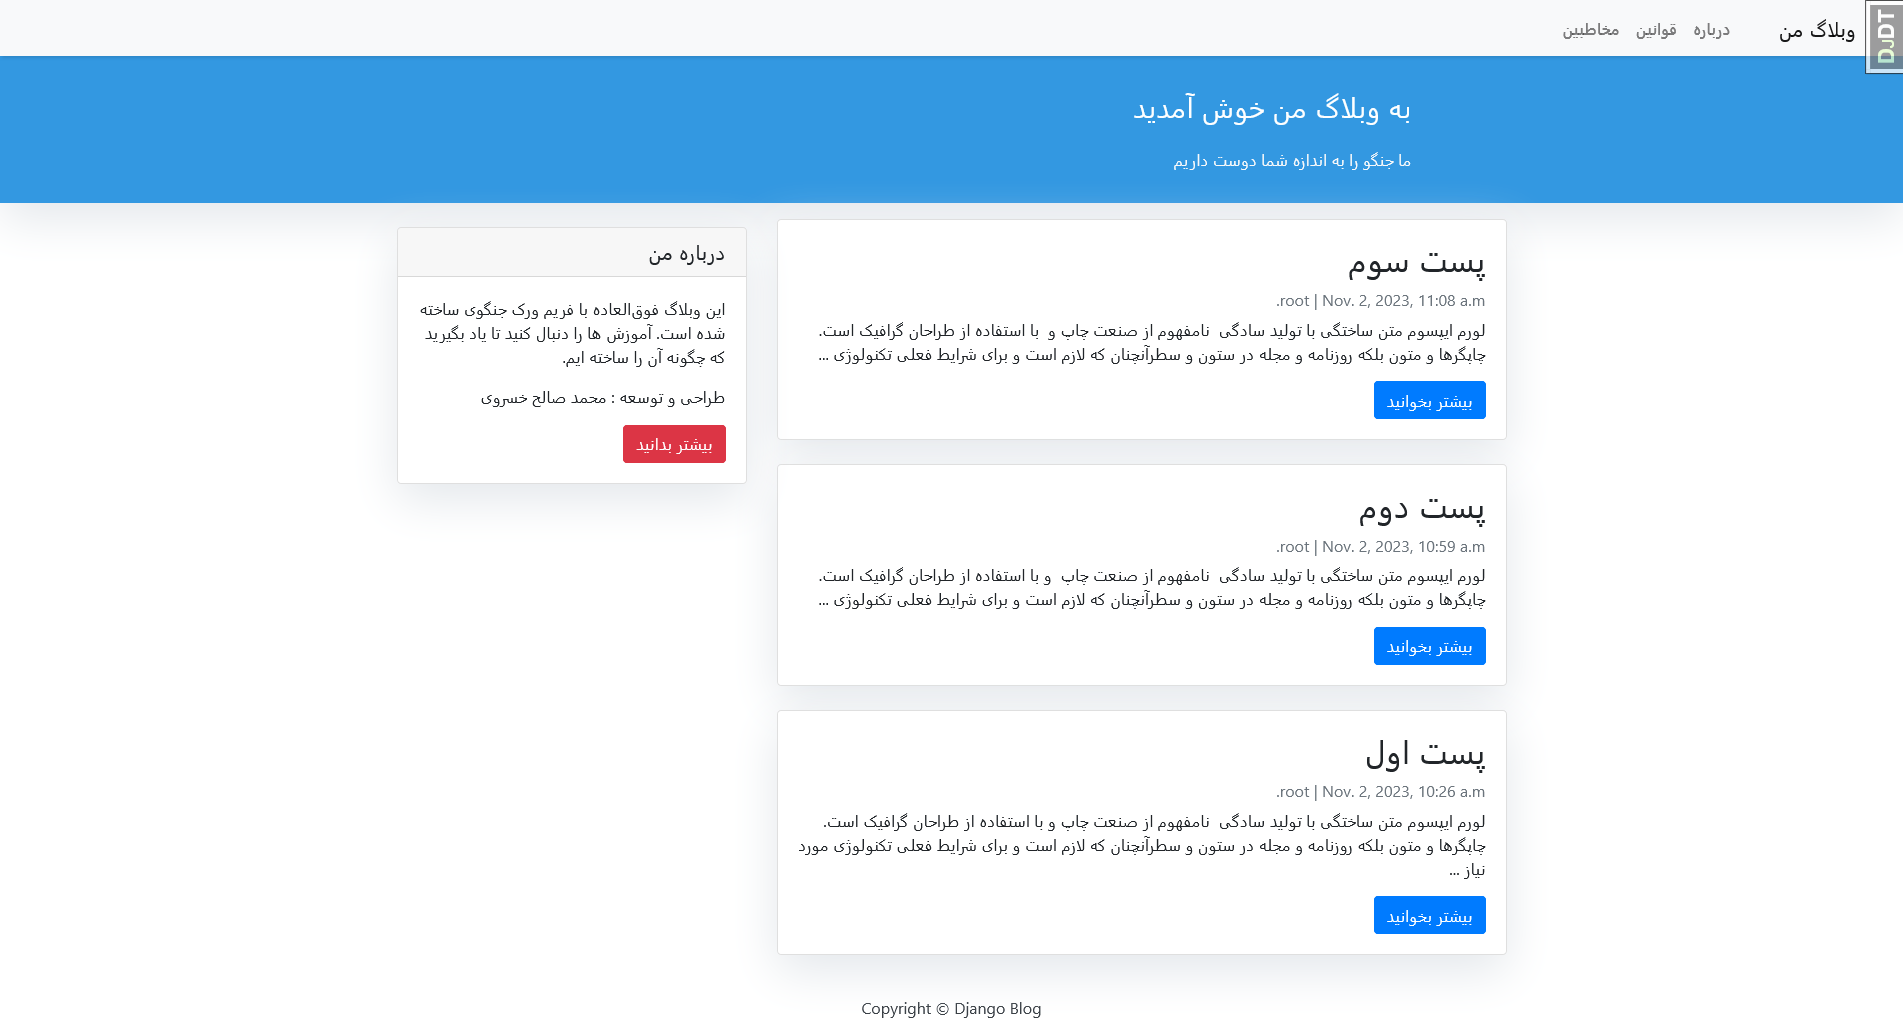 وبلاگ من
درباره
قوانین
مخاطبین
DJDT
به وبلاگ من خوش آمدید
ما جنگو را به اندازه شما دوست داریم
پست سوم
.root | Nov. 2, 2023, 11:08 a.m
لورم ایپسوم متن ساختگی با تولید سادگی  نامفهوم از صنعت چاپ و  با استفاده از طراحان گرافیک است.
چاپگرها و متون بلکه روزنامه و مجله در ستون و سطرآنچنان که لازم است و برای شرایط فعلی تکنولوژی ...
بیشتر بخوانید
پست دوم
.root | Nov. 2, 2023, 10:59 a.m
لورم ایپسوم متن ساختگی با تولید سادگی  نامفهوم از صنعت چاپ  و با استفاده از طراحان گرافیک است.
چاپگرها و متون بلکه روزنامه و مجله در ستون و سطرآنچنان که لازم است و برای شرایط فعلی تکنولوژی ...
بیشتر بخوانید
پست اول
.root | Nov. 2, 2023, 10:26 a.m
لورم ایپسوم متن ساختگی با تولید سادگی  نامفهوم از صنعت چاپ و با استفاده از طراحان گرافیک است.
چاپگرها و متون بلکه روزنامه و مجله در ستون و سطرآنچنان که لازم است و برای شرایط فعلی تکنولوژی مورد
نیاز ...
بیشتر بخوانید
درباره من
این وبلاگ فوق‌العاده با فریم ورک جنگوی ساخته
شده است. آموزش ها را دنبال کنید تا یاد بگیرید
که چگونه آن را ساخته ایم.
طراحی و توسعه : محمد صالح خسروی
بیشتر بدانید
Copyright © Django Blog